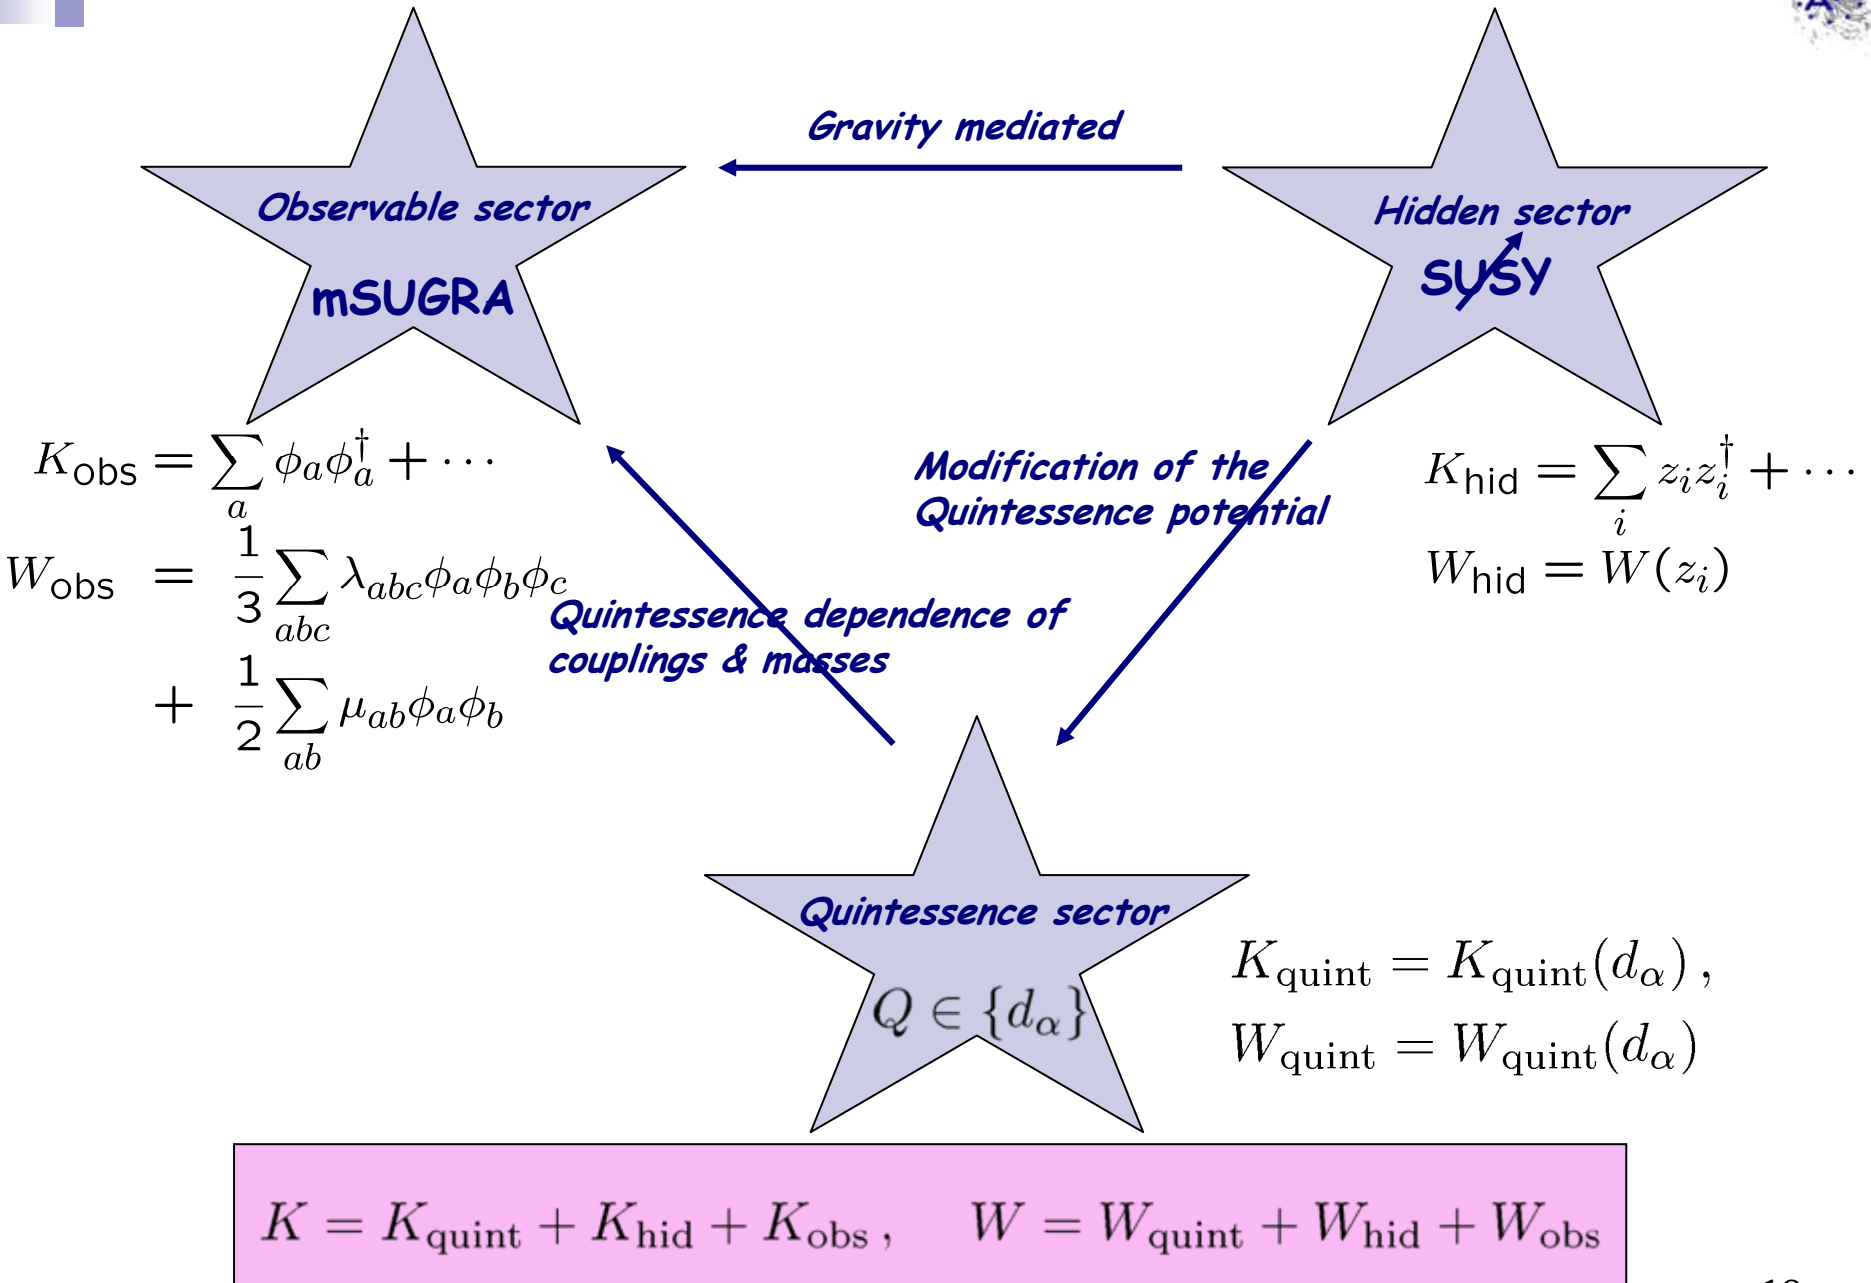 Gravity mediated
Observable sector
mSUGRA
Hidden sector
SUSY
K_obs = ∑_a φ_a φ_a^† + ···
W_obs = 1/3 ∑_abc λ_abc φ_a φ_b φ_c
+ 1/2 ∑_ab μ_ab φ_a φ_b
Modification of the
Quintessence potential
K_hid = ∑_i z_i z_i^† + ···
W_hid = W(z_i)
Quintessence dependence of
couplings & masses
Quintessence sector
Q ∈ {d_α}
K_quint = K_quint(d_α) ,
W_quint = W_quint(d_α)
K = K_quint + K_hid + K_obs , W = W_quint + W_hid + W_obs